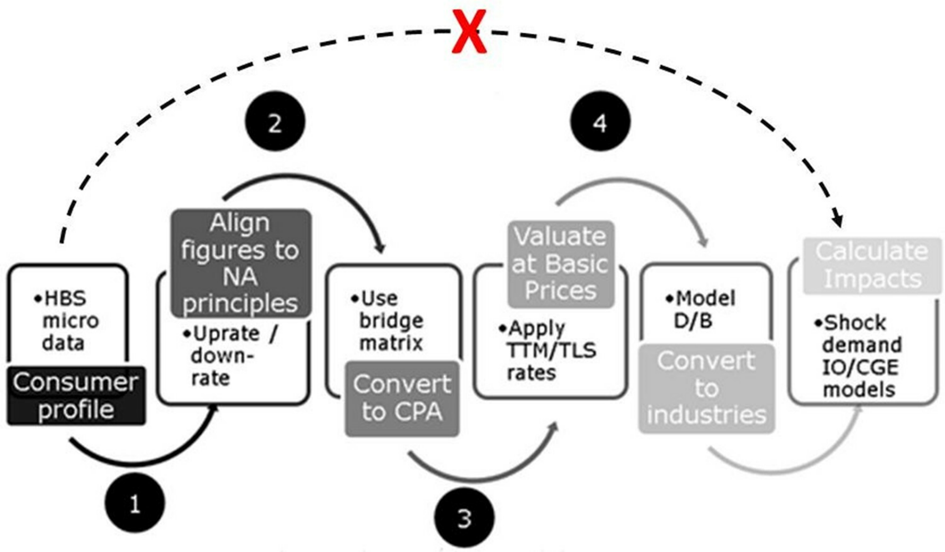 X
2
4
Align
figures to
NA
principles
Valuate
at Basic
Prices
Calculate
Impacts
•HBS
micro
data
Consumer
profile
•Uprate /
down-
rate
•Use
bridge
matrix
Convert
to CPA
•Apply
TTM/TLS
rates
•Model
D/B
Convert
to
industries
•Shock
demand
IO/CGE
models
1
3